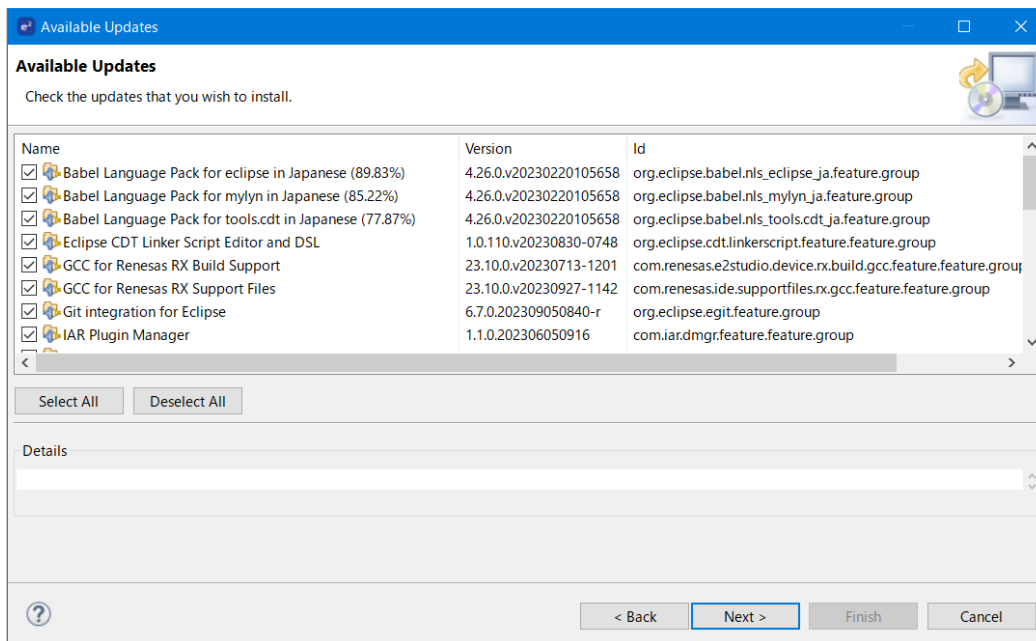 e² Available Updates
Available Updates
Check the updates that you wish to install.
Name Version Id
Babel Language Pack for eclipse in Japanese (89.83%) 4.26.0.v20230220105658 org.eclipse.babel.nls_eclipse_ja.feature.group
Babel Language Pack for mylyn in Japanese (85.22%) 4.26.0.v20230220105658 org.eclipse.babel.nls_mylyn_ja.feature.group
Babel Language Pack for tools.cdt in Japanese (77.87%) 4.26.0.v20230220105658 org.eclipse.babel.nls_tools.cdt_ja.feature.group
Eclipse CDT Linker Script Editor and DSL 1.0.110.v20230830-0748 org.eclipse.cdt.linkerscript.feature.feature.group
GCC for Renesas RX Build Support 23.10.0.v20230713-1201 com.renesas.e2studio.device.rx.build.gcc.feature.feature.group
GCC for Renesas RX Support Files 23.10.0.v20230927-1142 com.renesas.ide.supportfiles.rx.gcc.feature.feature.group
Git integration for Eclipse 6.7.0.202309050840-r org.eclipse.egit.feature.group
IAR Plugin Manager 1.1.0.202306050916 com.iar.dmgr.feature.feature.group
Select All Deselect All
Details
? < Back Next > Finish Cancel